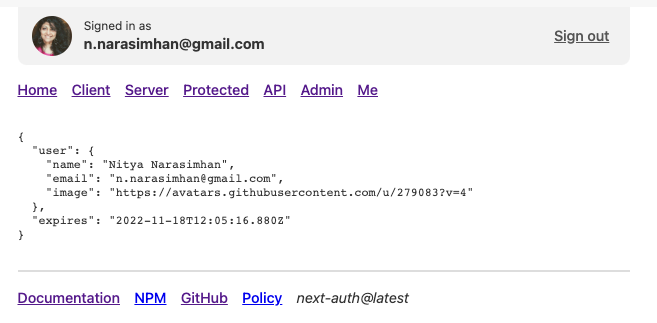 Signed in as
n.narasimhan@gmail.com
Sign out
Home Client Server Protected API Admin Me
{
  "user": {
    "name": "Nitya Narasimhan",
    "email": "n.narasimhan@gmail.com",
    "image": "https://avatars.githubusercontent.com/u/279083?v=4"
  },
  "expires": "2022-11-18T12:05:16.880Z"
}
Documentation NPM GitHub Policy next-auth@latest